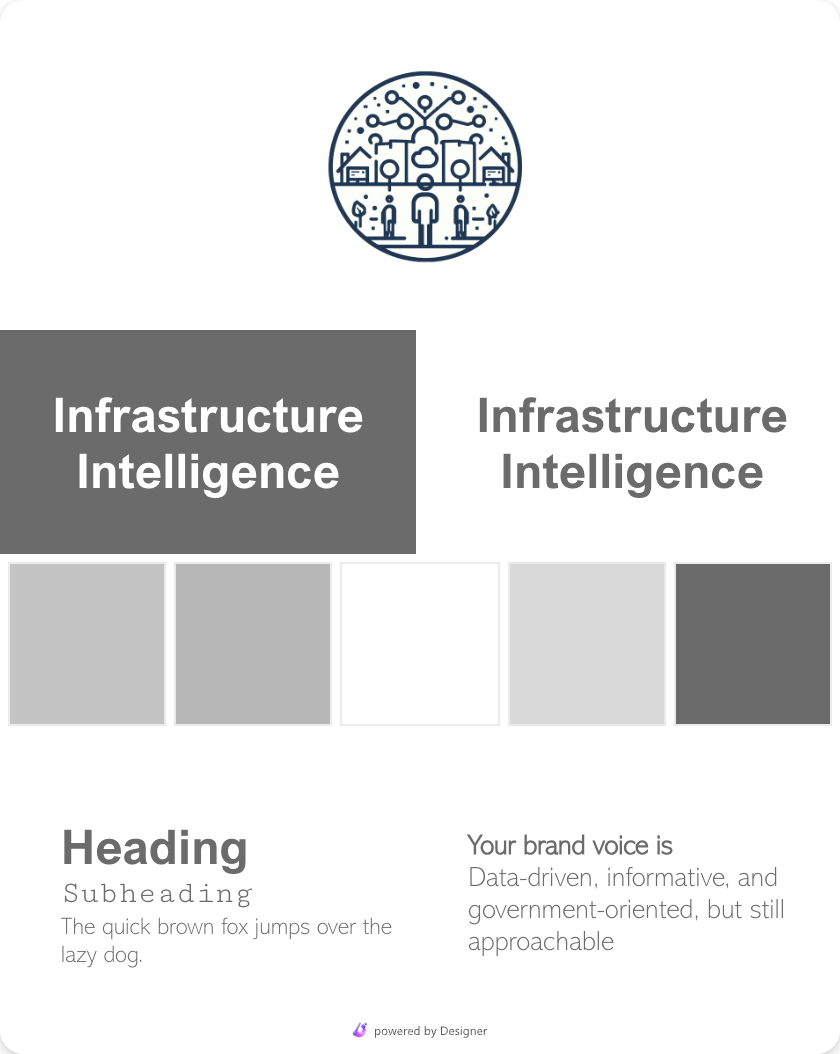 Infrastructure
Intelligence
Infrastructure
Intelligence
Heading
Subheading
The quick brown fox jumps over the
lazy dog.
Your brand voice is
Data-driven, informative, and
government-oriented, but still
approachable
powered by Designer